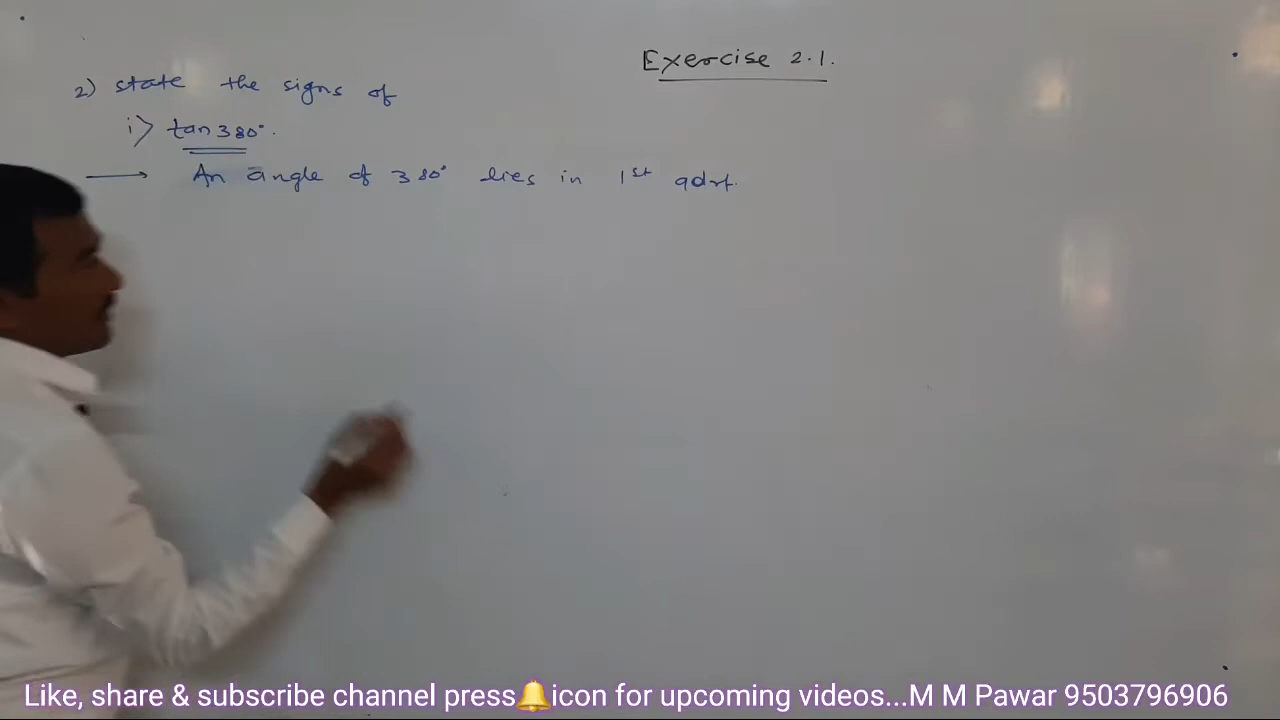 Exercise 2.1.
2) state the signs of
i) tan 380°.
→ An angle of 380° lies in 1st qdrt.
Like, share & subscribe channel press🔔icon for upcoming videos...M M Pawar 9503796906